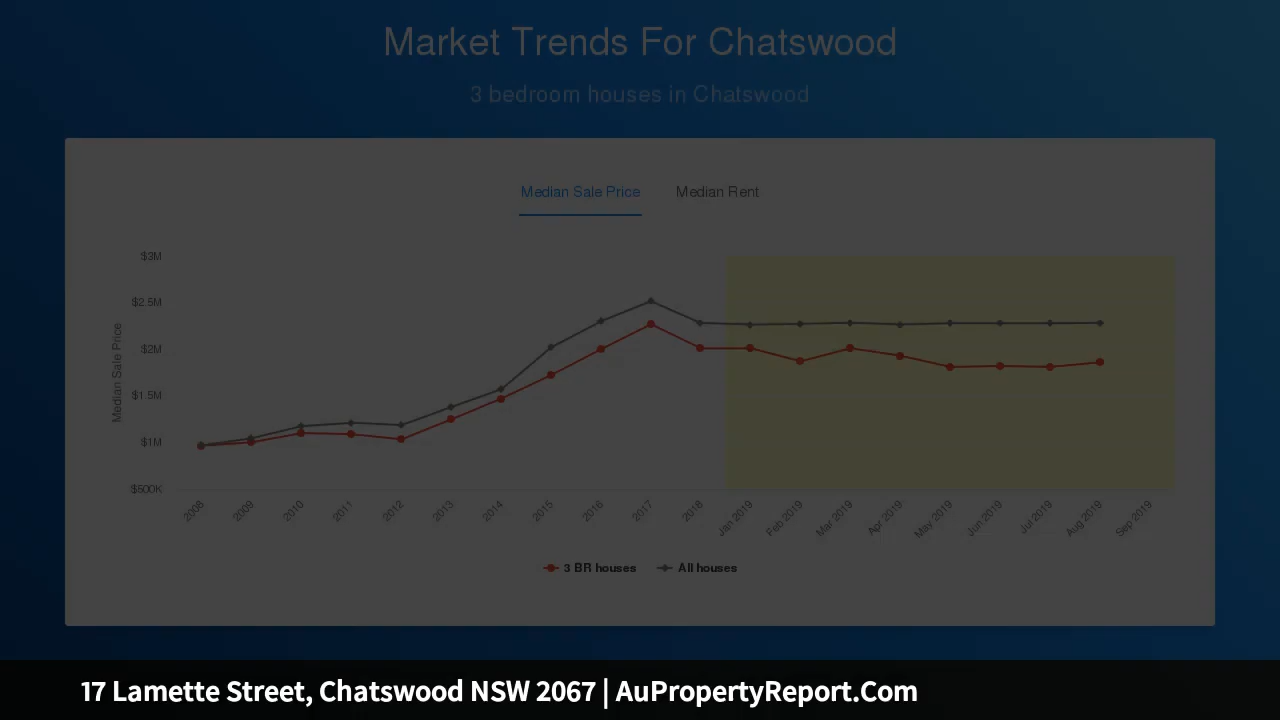 Market Trends For Chatswood
3 bedroom houses in Chatswood
Median Sale Price Median Rent
$3M
$2.5M
$2M
$1.5M
$1M
$500K
Median Sale Price
2008 2009 2010 2011 2012 2013 2014 2015 2016 2017 2018 Jan 2019 Feb 2019 Mar 2019 Apr 2019 May 2019 Jun 2019 Jul 2019 Aug 2019 Sep 2019
3 BR houses All houses
17 Lamette Street, Chatswood NSW 2067 | AuPropertyReport.Com